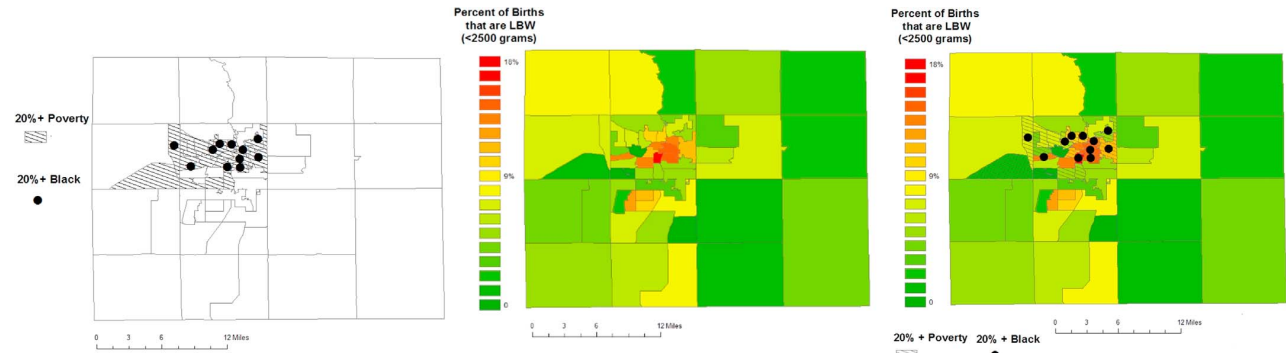 20%+ Poverty
20%+ Black
0 3 6 12 Miles
Percent of Births
that are LBW
(<2500 grams)
18%
9%
0
0 3 6 12 Miles
Percent of Births
that are LBW
(<2500 grams)
18%
9%
0
0 3 6 12 Miles
20% + Poverty 20% + Black